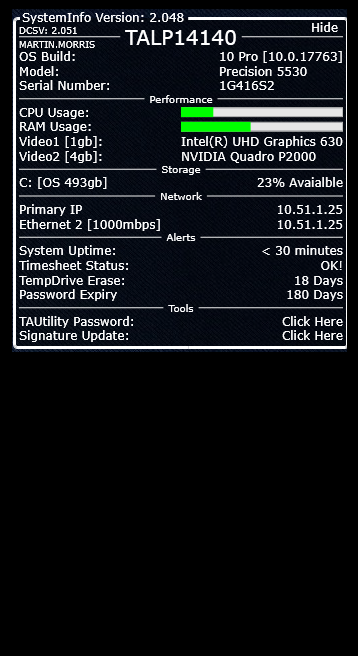 SystemInfo Version: 2.048
DCSV: 2.051
Hide
TALP14140
MARTIN.MORRIS
OS Build: 10 Pro [10.0.17763]
Model: Precision 5530
Serial Number: 1G416S2
Performance
CPU Usage:
RAM Usage:
Video1 [1gb]: Intel(R) UHD Graphics 630
Video2 [4gb]: NVIDIA Quadro P2000
Storage
C: [OS 493gb] 23% Avaialble
Network
Primary IP 10.51.1.25
Ethernet 2 [1000mbps] 10.51.1.25
Alerts
System Uptime: < 30 minutes
Timesheet Status: OK!
TempDrive Erase: 18 Days
Password Expiry 180 Days
Tools
TAUtility Password: Click Here
Signature Update: Click Here